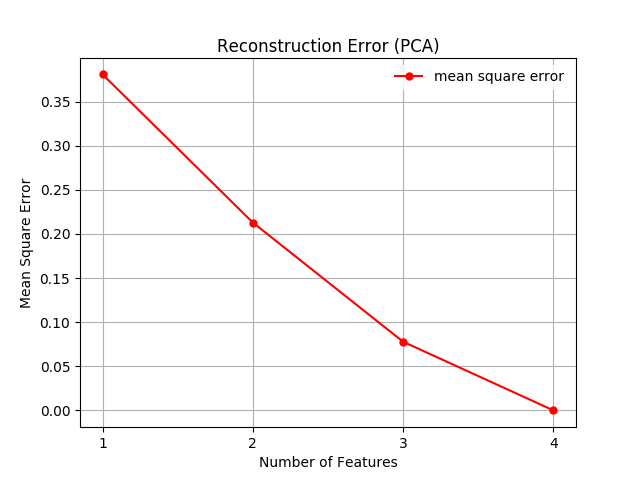 Reconstruction Error (PCA)
mean square error
0.35
0.30
0.25
0.20
0.15
0.10
0.05
0.00
Mean Square Error
1 2 3 4
Number of Features